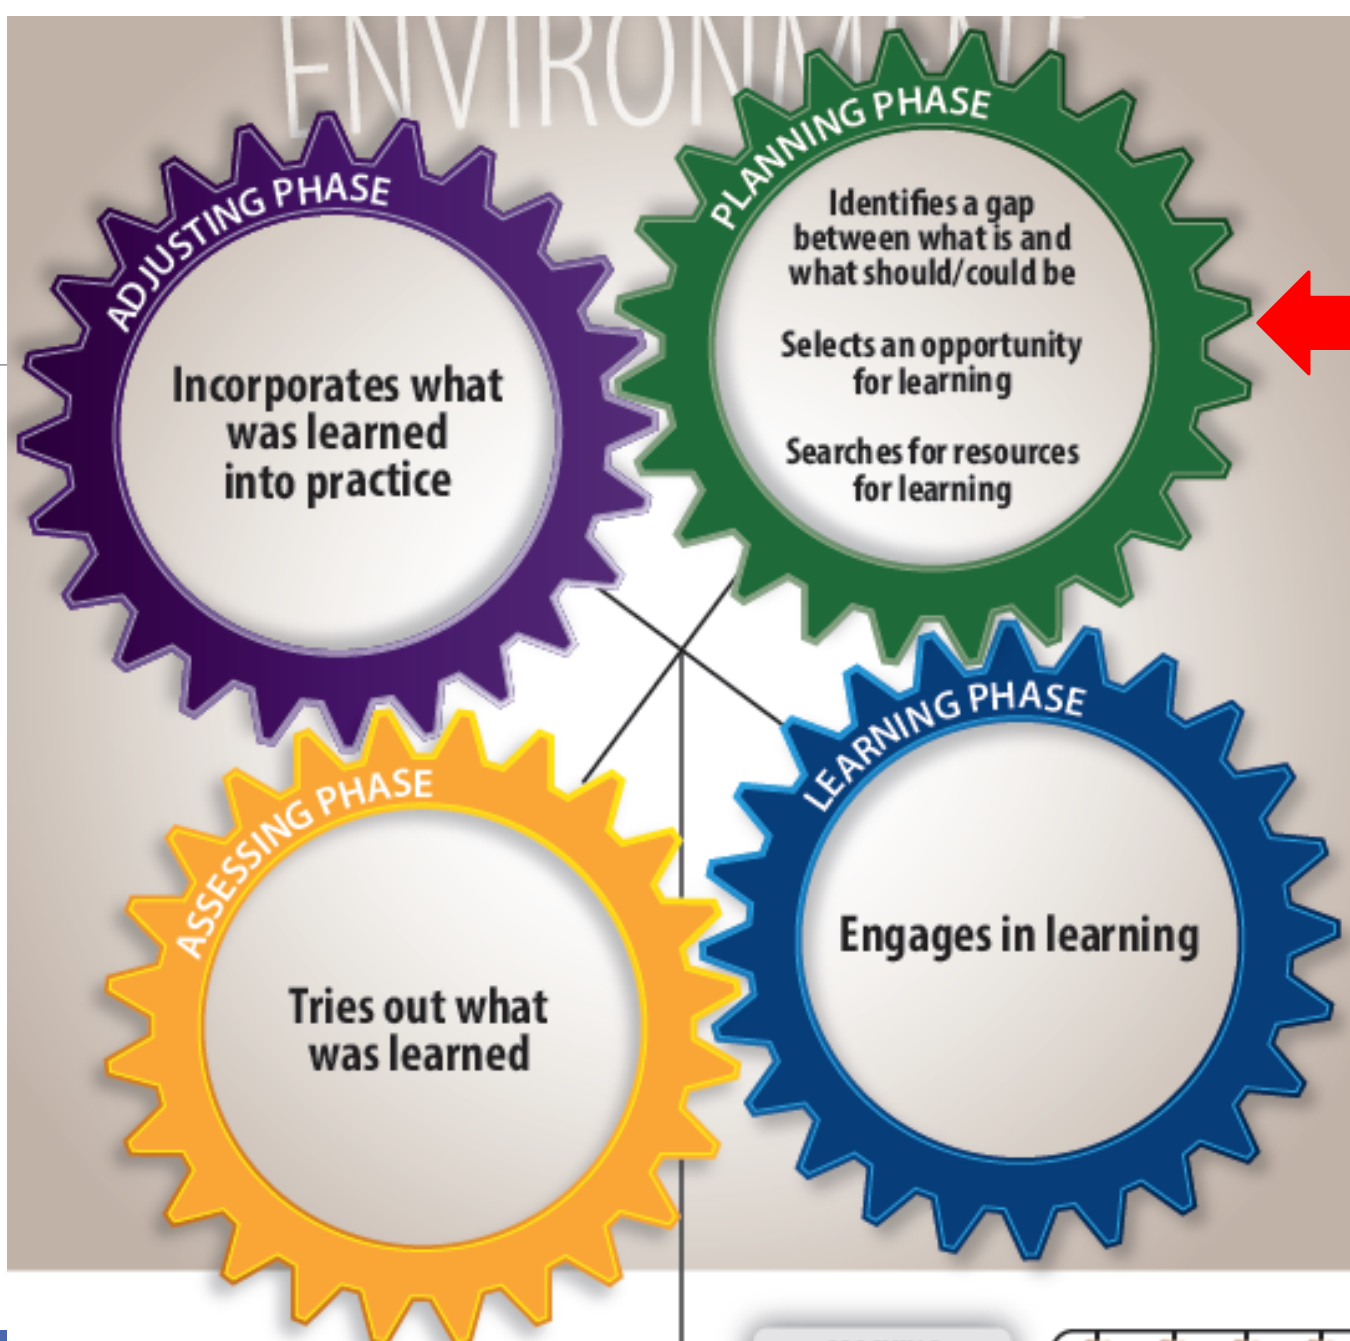 ENVIRONMENT
PLANNING PHASE
Identifies a gap
between what is and
what should/could be
Selects an opportunity
for learning
Searches for resources
for learning
ADJUSTING PHASE
Incorporates what
was learned
into practice
LEARNING PHASE
Engages in learning
ASSESSING PHASE
Tries out what
was learned